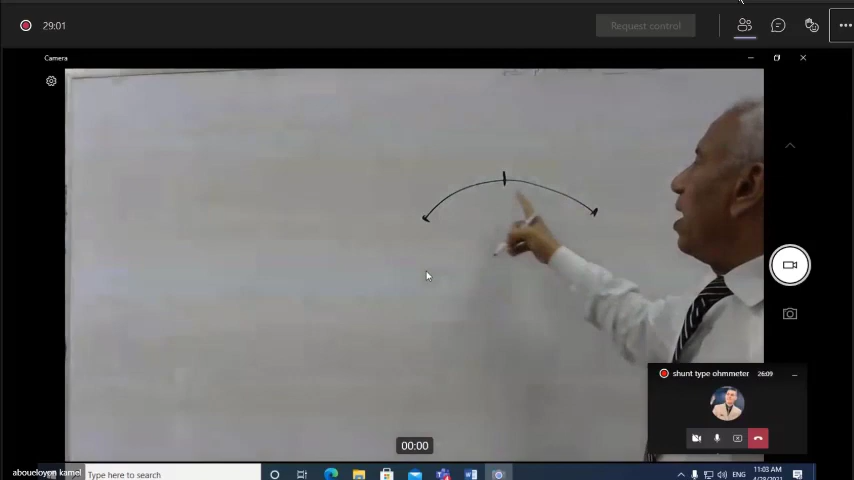 29:01
Request control
Camera
shunt type ohmmeter 26:09
00:00
aboueloyon kamel
Type here to search
ENG
11:03 AM